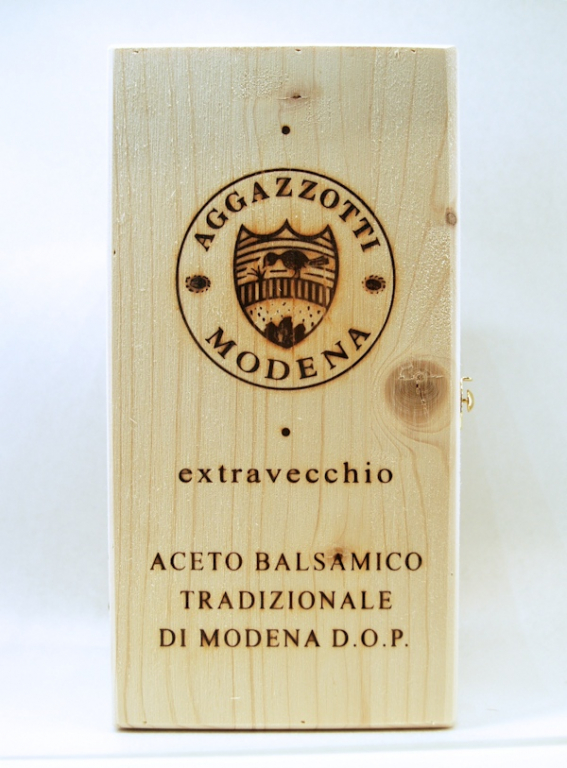 AGGAZZOTTI
MODENA
extravecchio
ACETO BALSAMICO
TRADIZIONALE
DI MODENA D.O.P.